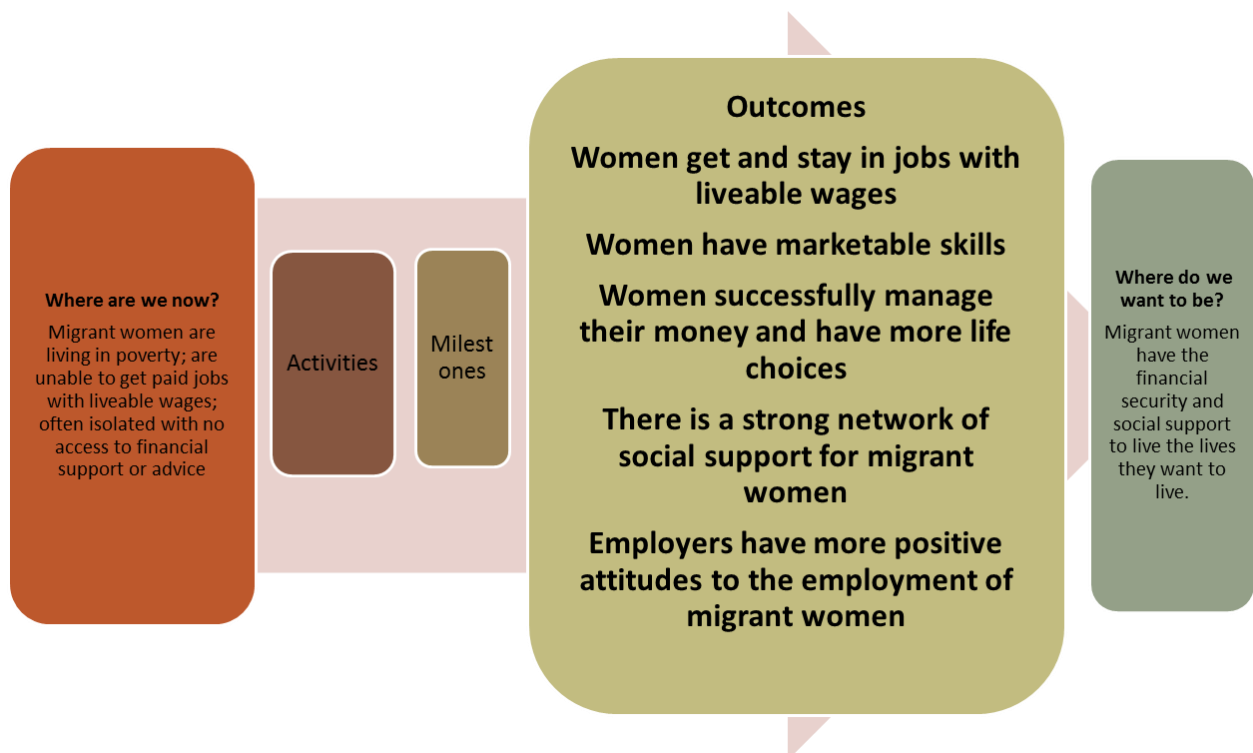 Where are we now?
Migrant women are
living in poverty; are
unable to get paid jobs
with liveable wages;
often isolated with no
access to financial
support or advice
Activities
Milest
ones
Outcomes
Women get and stay in jobs with
liveable wages
Women have marketable skills
Women successfully manage
their money and have more life
choices
There is a strong network of
social support for migrant
women
Employers have more positive
attitudes to the employment of
migrant women
Where do we
want to be?
Migrant women
have the
financial
security and
social support
to live the lives
they want to
live.